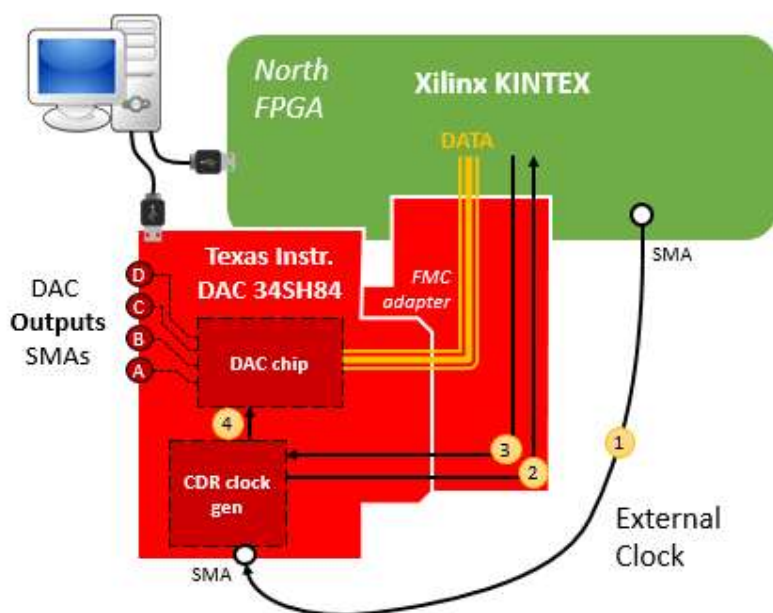 North
FPGA
Xilinx KINTEX
DATA
SMA
Texas Instr.
DAC 34SH84
FMC
adapter
DAC
Outputs
SMAs
D
C
B
A
DAC chip
4
3
2
1
CDR clock
gen
SMA
External
Clock